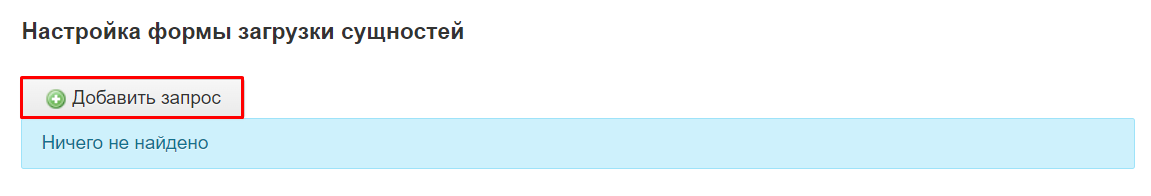 Настройка формы загрузки сущностей
Добавить запрос
Ничего не найдено